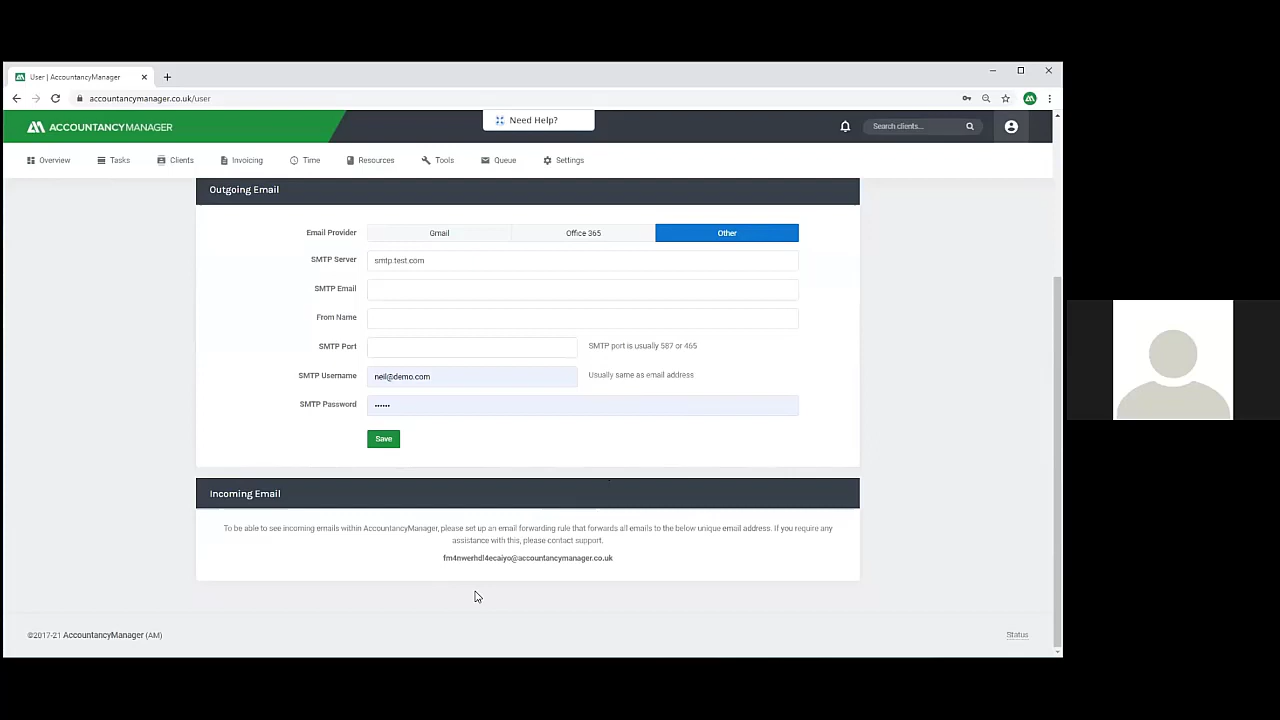 User | AccountancyManager
accountancymanager.co.uk/user
ACCOUNTANCYMANAGER
Need Help?
Search clients...
Overview Tasks Clients Invoicing Time Resources Tools Queue Settings
Outgoing Email
Email Provider Gmail Office 365 Other
SMTP Server smtp.test.com
SMTP Email
From Name
SMTP Port SMTP port is usually 587 or 465
SMTP Username neil@demo.com Usually same as email address
SMTP Password ••••••
Save
Incoming Email
To be able to see incoming emails within AccountancyManager, please set up an email forwarding rule that forwards all emails to the below unique email address. If you require any
assistance with this, please contact support.
fm4nwerhdl4ecaiyo@accountancymanager.co.uk
©2017-21 AccountancyManager (AM) Status